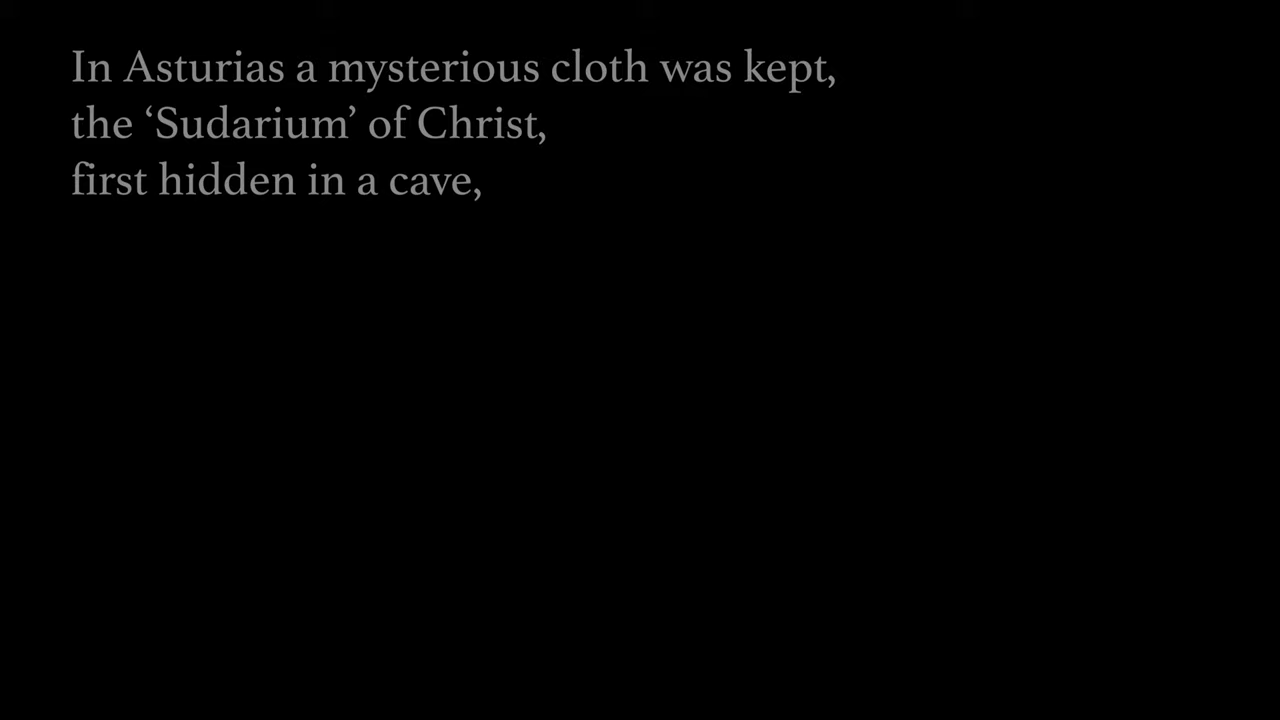 In Asturias a mysterious cloth was kept,
the ‘Sudarium’ of Christ,
first hidden in a cave,